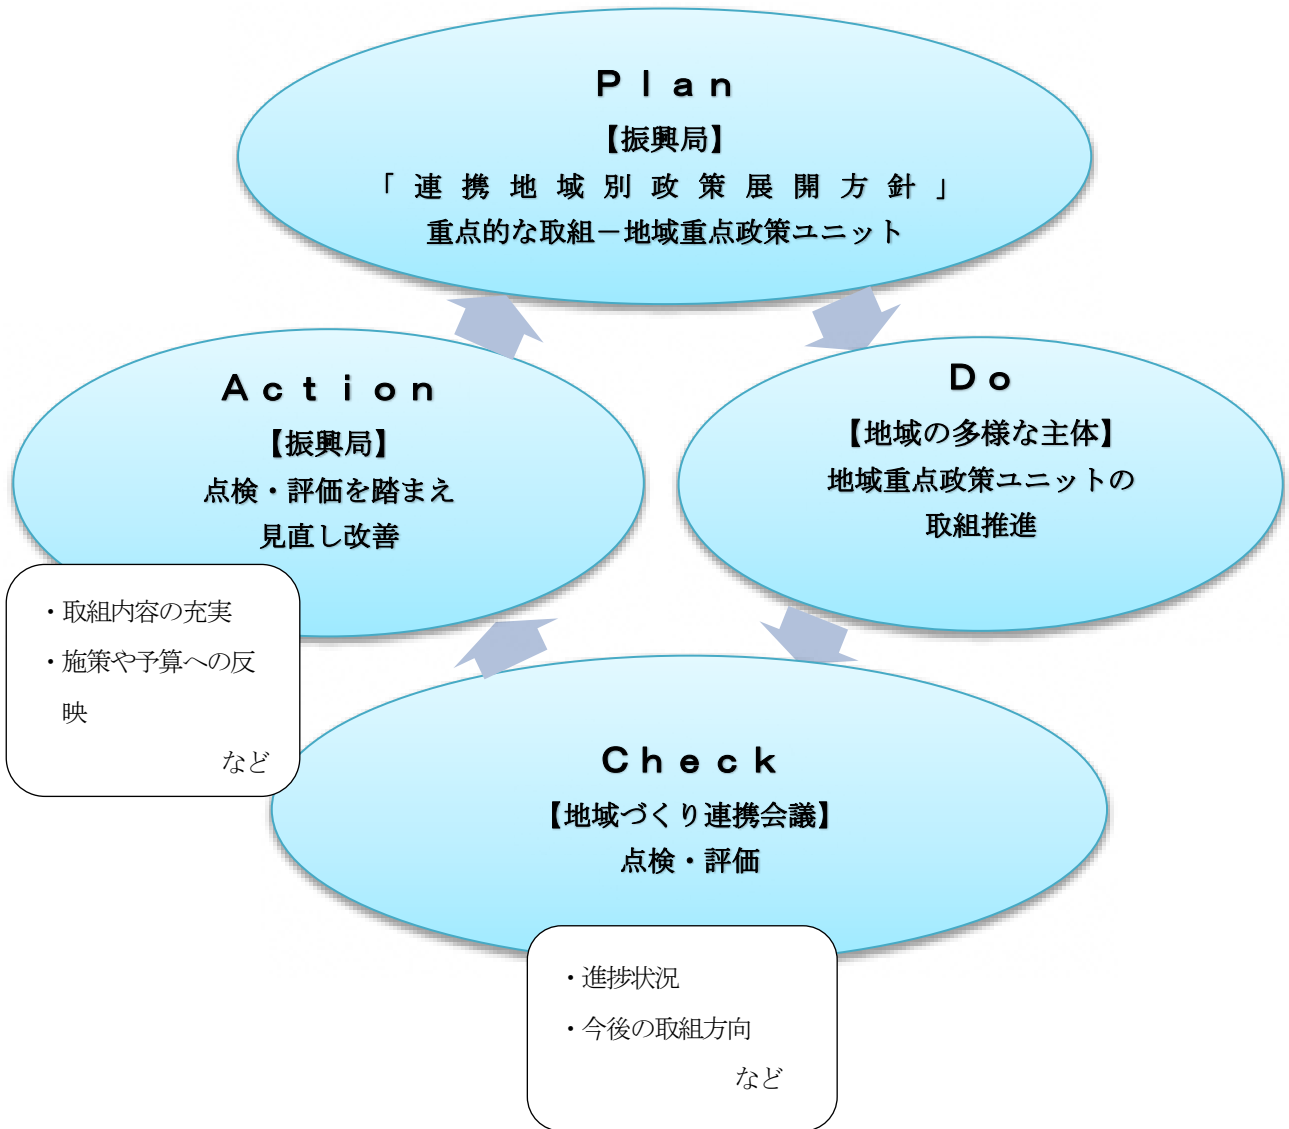 Ｐｌａｎ
【振興局】
「連携地域別政策展開方針」
重点的な取組－地域重点政策ユニット
Ａｃｔｉｏｎ
【振興局】
点検・評価を踏まえ
見直し改善
・取組内容の充実
・施策や予算への反
映
など
Ｄｏ
【地域の多様な主体】
地域重点政策ユニットの
取組推進
Ｃｈｅｃｋ
【地域づくり連携会議】
点検・評価
・進捗状況
・今後の取組方向
など